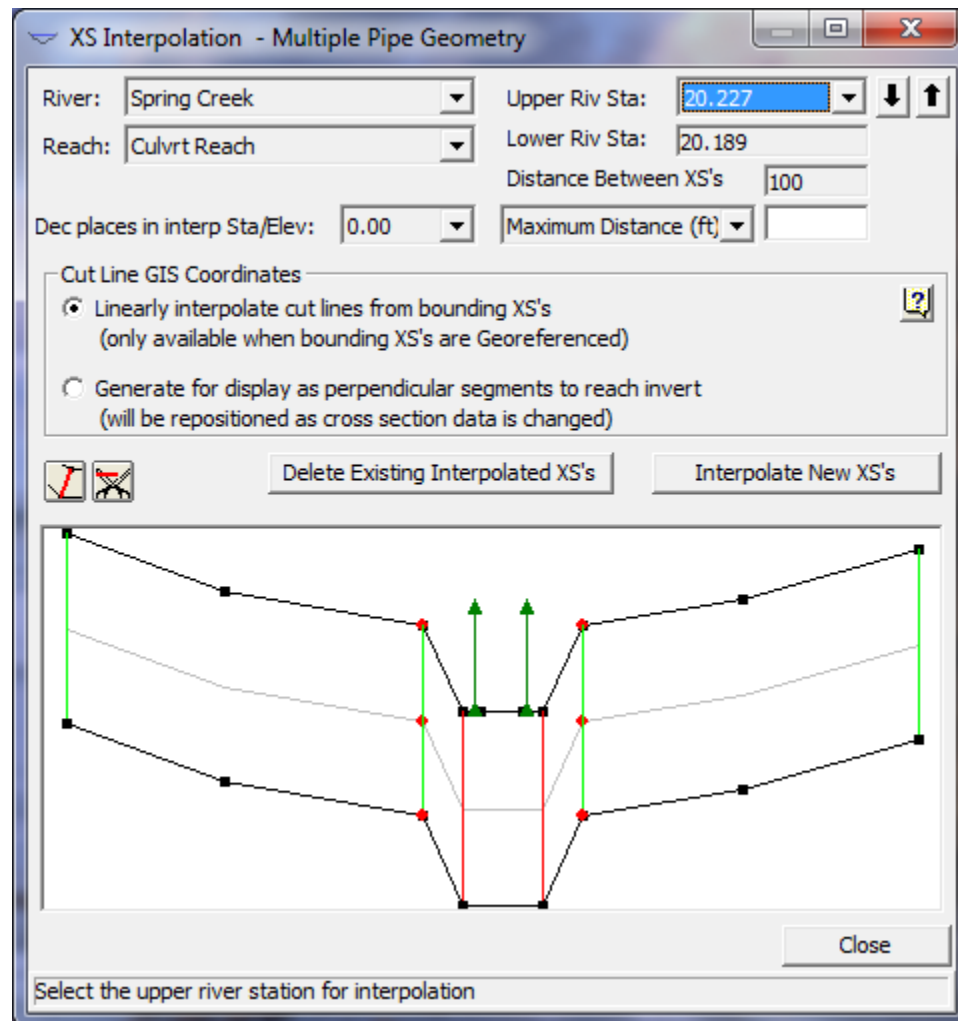 XS Interpolation - Multiple Pipe Geometry
River: Spring Creek
Upper Riv Sta: 20.227
Reach: Culvrt Reach
Lower Riv Sta: 20.189
Distance Between XS's 100
Dec places in interp Sta/Elev: 0.00
Maximum Distance (ft)
Cut Line GIS Coordinates
Linearly interpolate cut lines from bounding XS's
(only available when bounding XS's are Georeferenced)
Generate for display as perpendicular segments to reach invert
(will be repositioned as cross section data is changed)
Delete Existing Interpolated XS's
Interpolate New XS's
Close
Select the upper river station for interpolation